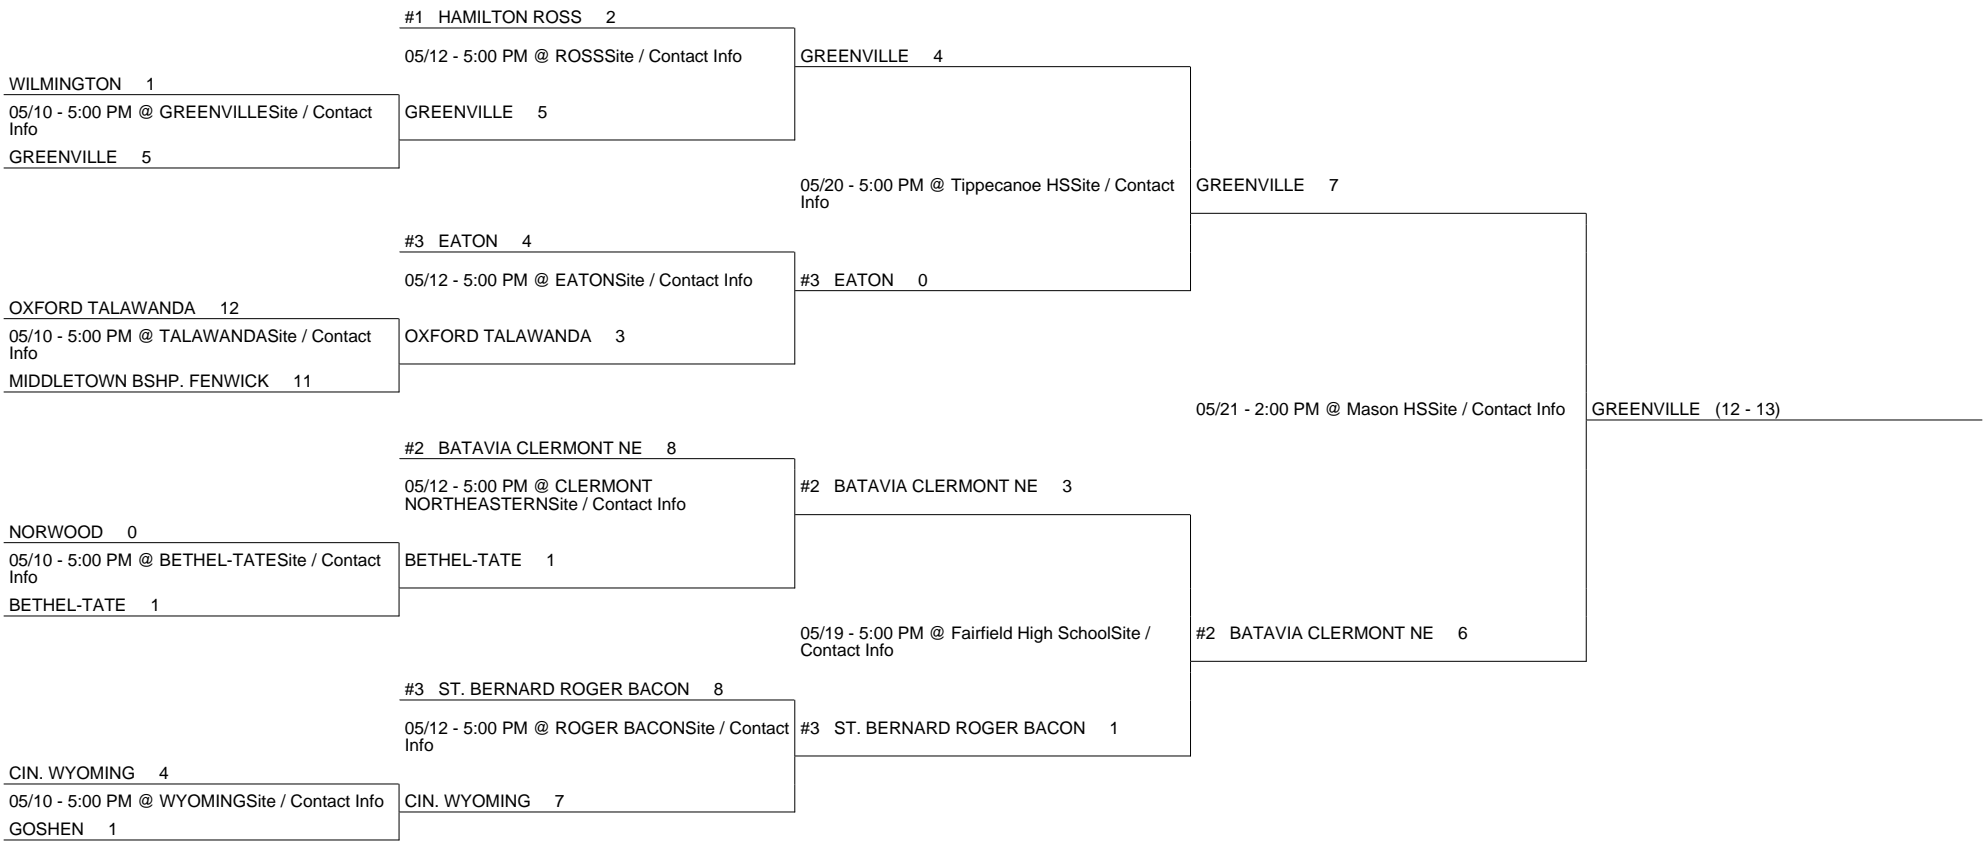 #1 HAMILTON ROSS 2
05/12 - 5:00 PM @ ROSSSite / Contact Info
GREENVILLE 4
WILMINGTON 1
05/10 - 5:00 PM @ GREENVILLESite / Contact
Info
GREENVILLE 5
GREENVILLE 5
05/20 - 5:00 PM @ Tippecanoe HSSite / Contact
Info
GREENVILLE 7
#3 EATON 4
05/12 - 5:00 PM @ EATONSite / Contact Info
#3 EATON 0
OXFORD TALAWANDA 12
05/10 - 5:00 PM @ TALAWANDASite / Contact
Info
OXFORD TALAWANDA 3
MIDDLETOWN BSHP. FENWICK 11
05/21 - 2:00 PM @ Mason HSSite / Contact Info
GREENVILLE (12 - 13)
#2 BATAVIA CLERMONT NE 8
05/12 - 5:00 PM @ CLERMONT
NORTHEASTERNSite / Contact Info
#2 BATAVIA CLERMONT NE 3
NORWOOD 0
05/10 - 5:00 PM @ BETHEL-TATESite / Contact
Info
BETHEL-TATE 1
BETHEL-TATE 1
05/19 - 5:00 PM @ Fairfield High SchoolSite /
Contact Info
#2 BATAVIA CLERMONT NE 6
#3 ST. BERNARD ROGER BACON 8
05/12 - 5:00 PM @ ROGER BACONSite / Contact
Info
#3 ST. BERNARD ROGER BACON 1
CIN. WYOMING 4
05/10 - 5:00 PM @ WYOMINGSite / Contact Info
CIN. WYOMING 7
GOSHEN 1